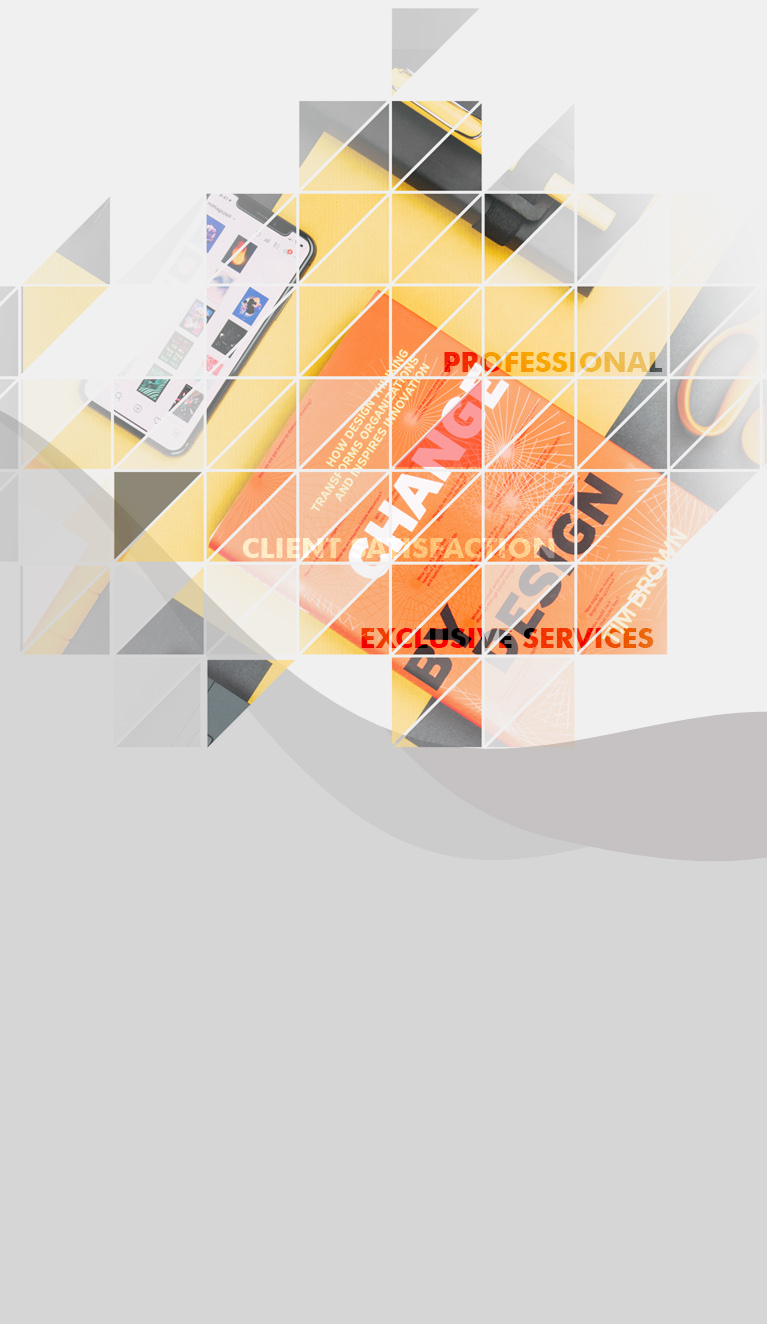 PROFESSIONAL
HOW DESIGN THINKING
TRANSFORMS ORGANIZATIONS
AND INSPIRES INNOVATION
CHANGE
CLIENT SATISFACTION
BY DESIGN
TIM BROWN
EXCLUSIVE SERVICES